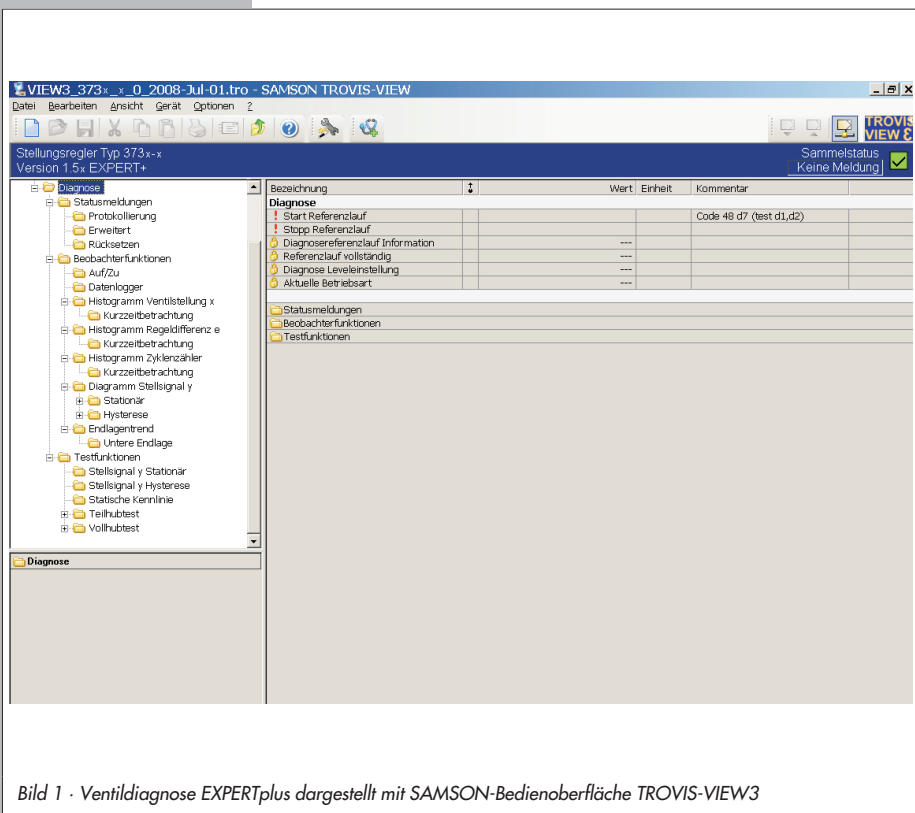 VIEW3_373x_x_0_2008-Jul-01.tro - SAMSON TROVIS-VIEW
Datei Bearbeiten Ansicht Gerät Optionen ?
TROVIS
VIEW 3
Stellungsregler Typ 373x-x
Version 1.5x EXPERT+
Sammelstatus
Keine Meldung
Diagnose
Statusmeldungen
Protokollierung
Erweitert
Rücksetzen
Beobachterfunktionen
Auf/Zu
Datenlogger
Histogramm Ventilstellung x
Kurzzeitbetrachtung
Histogramm Regeldifferenz e
Kurzzeitbetrachtung
Histogramm Zyklenzähler
Kurzzeitbetrachtung
Diagramm Stellsignal y
Stationär
Hysterese
Endlagentrend
Untere Endlage
Testfunktionen
Stellsignal y Stationär
Stellsignal y Hysterese
Statische Kennlinie
Teilhubtest
Vollhubtest
Diagnose
Bezeichnung Wert Einheit Kommentar
Diagnose
Start Referenzlauf Code 48 d7 (test d1,d2)
Stopp Referenzlauf
Diagnosereferenzlauf Information ---
Referenzlauf vollständig ---
Diagnose Leveleinstellung ---
Aktuelle Betriebsart ---
Statusmeldungen
Beobachterfunktionen
Testfunktionen
Bild 1 · Ventildiagnose EXPERTplus dargestellt mit SAMSON-Bedienoberfläche TROVIS-VIEW3